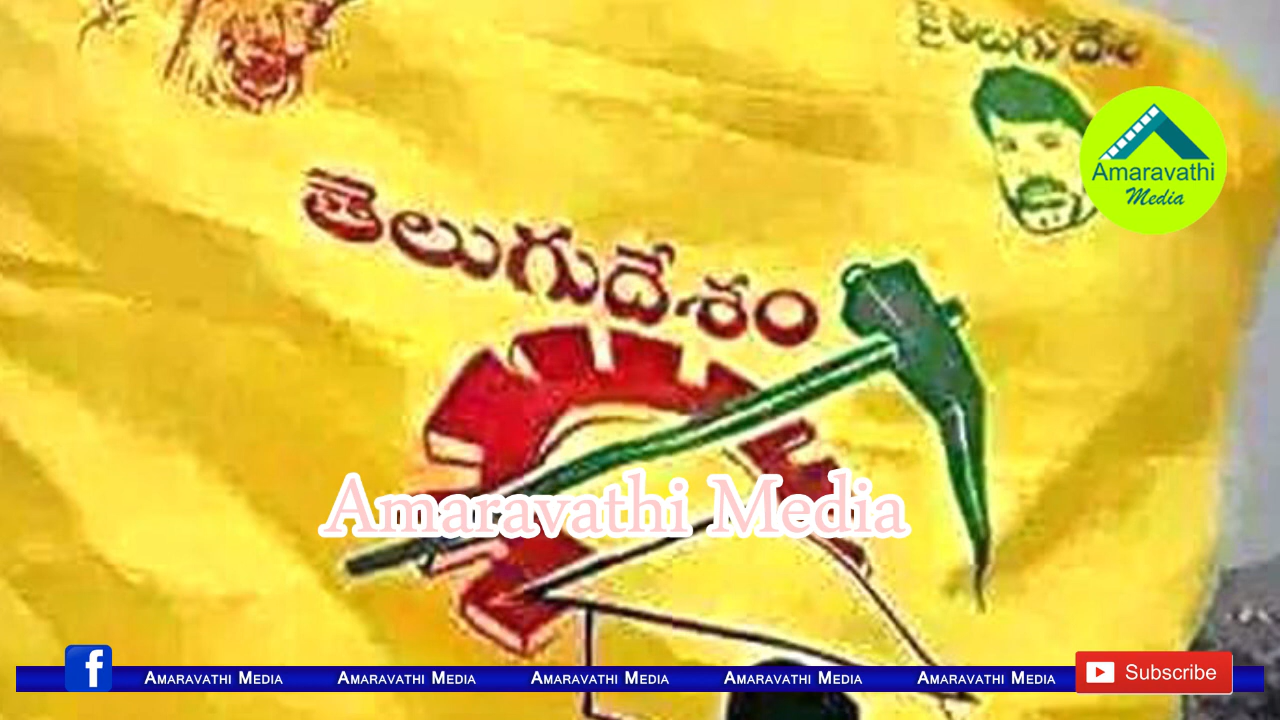 జై తెలుగుదేశం
Amaravathi
Media
తెలుగుదేశం
Amaravathi Media
f
Amaravathi Media Amaravathi Media Amaravathi Media Amaravathi Media Amaravathi Media
Subscribe